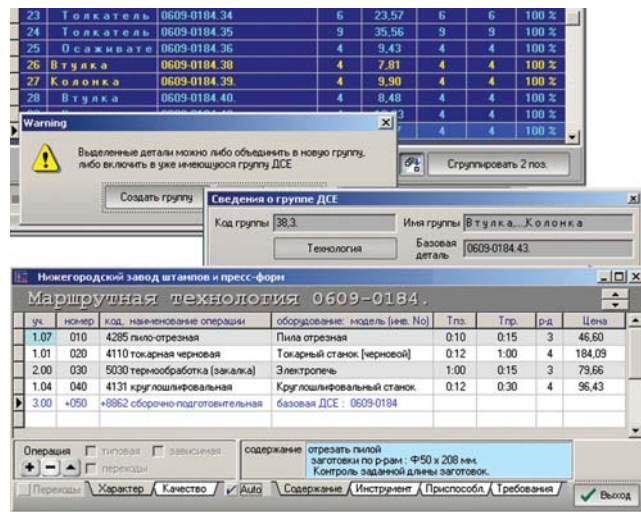 23 Толкатель 0609-0184.34 6 23,57 6 6 100 %
24 Толкатель 0609-0184.35 9 35,56 9 9 100 %
25 Осаживате 0609-0184.36 4 9,43 4 4 100 %
26 Втулка 0609-0184.38 4 7,81 4 4 100 %
27 Колонка 0609-0184.39. 4 9,90 4 4 100 %
28 Втулка 0609-0184.40. 4 8,48 4 4 100 %
4 4 100 %
4 4 100 %
Warning
Выделенные детали можно либо объединить в новую группу,
либо включить в уже имеющуюся группу ДСЕ
Создать группу
Сгруппировать 2 поз.
Сведения о группе ДСЕ
Код группы 38,3. Имя группы Втулка,...,Колонка
Технология Базовая деталь 0609-0184.43.
Нижегородский завод штампов и пресс-форм
Маршрутная технология 0609-0184.
уч. номер код, наименование операции оборудование: модель (инв. No) Тпз. Тпр. р-д Цена
1.07 010 4285 пило-отрезная Пила отрезная 0:10 0:15 3 46,60
1.01 020 4110 токарная черновая Токарный станок (черновой) 0:12 1:00 4 184,09
2.00 030 5030 термообработка (закалка) Электропечь 1:00 0:15 3 79,66
1.04 040 4131 круглошлифовальная Круглошлифовальный станок 0:12 0:30 4 96,43
3.00 +050 +8862 сборочно-подготовительная базовая ДСЕ : 0609-0184
Операция типовая зависимая
переходы
содержание отрезать пилой
заготовки по р-рам : Ф50 х 208 мм.
Контроль заданной длины заготовок.
Переходы Характер Качество Auto Содержание Инструмент Приспособл. Требования Выход